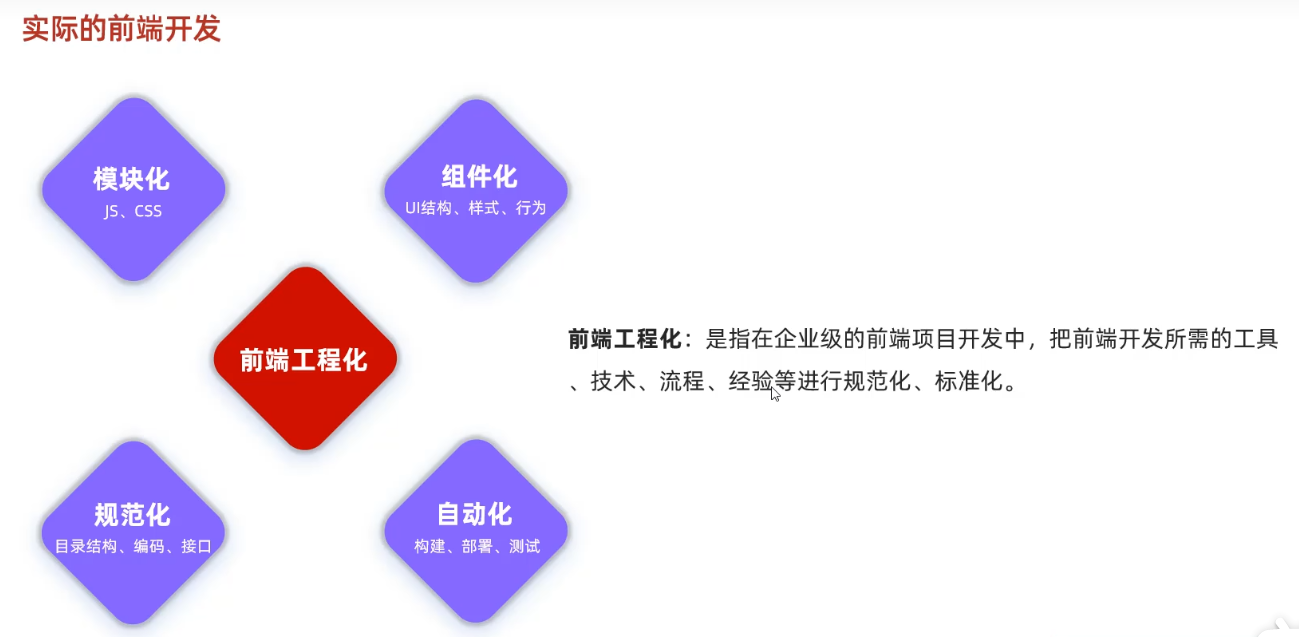 实际的前端开发
模块化
JS、CSS
组件化
UI结构、样式、行为
前端工程化
前端工程化：是指在企业级的前端项目开发中，把前端开发所需的工具
、技术、流程、经验等进行规范化、标准化。
规范化
目录结构、编码、接口
自动化
构建、部署、测试